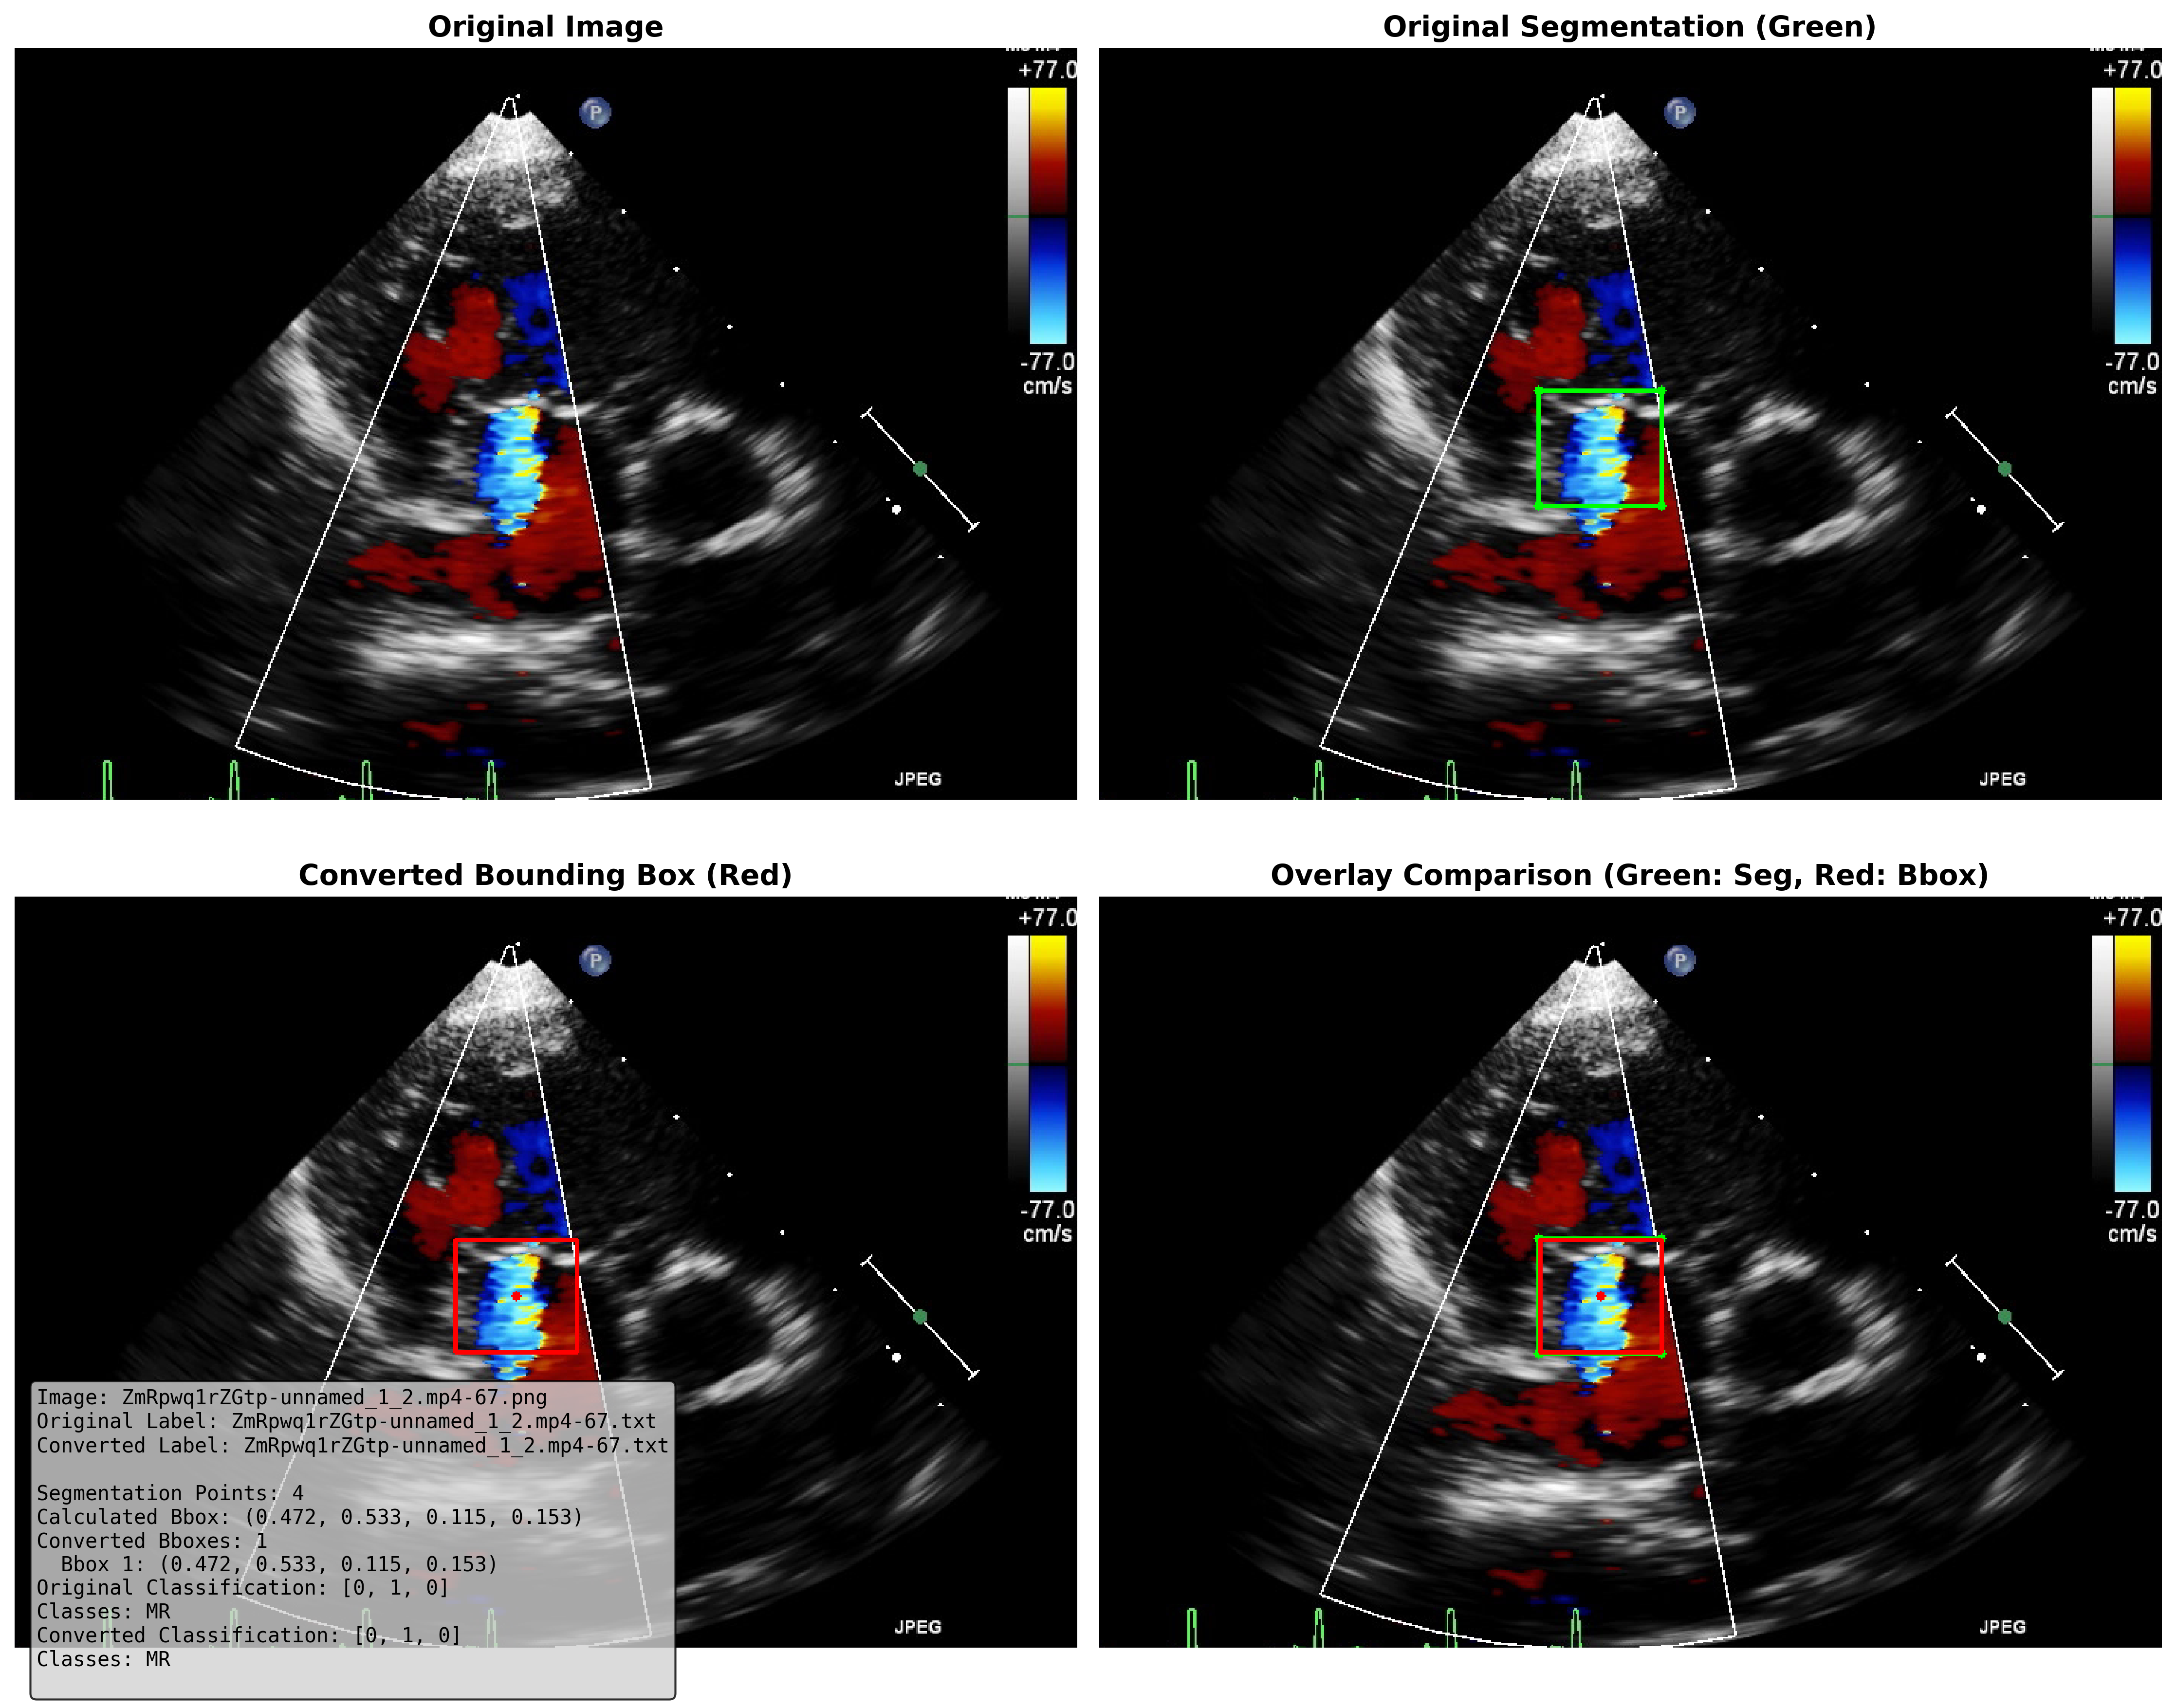 Original Image
+77.0
P
-77.0
cm/s
JPEG
Original Segmentation (Green)
+77.0
P
-77.0
cm/s
JPEG
Converted Bounding Box (Red)
+77.0
P
-77.0
cm/s
JPEG
Image: ZmRpwq1rZGtp-unnamed_1_2.mp4-67.png
Original Label: ZmRpwq1rZGtp-unnamed_1_2.mp4-67.txt
Converted Label: ZmRpwq1rZGtp-unnamed_1_2.mp4-67.txt
Segmentation Points: 4
Calculated Bbox: (0.472, 0.533, 0.115, 0.153)
Converted Bboxes: 1
Bbox 1: (0.472, 0.533, 0.115, 0.153)
Original Classification: [0, 1, 0]
Classes: MR
Converted Classification: [0, 1, 0]
Classes: MR
Overlay Comparison (Green: Seg, Red: Bbox)
+77.0
P
-77.0
cm/s
JPEG